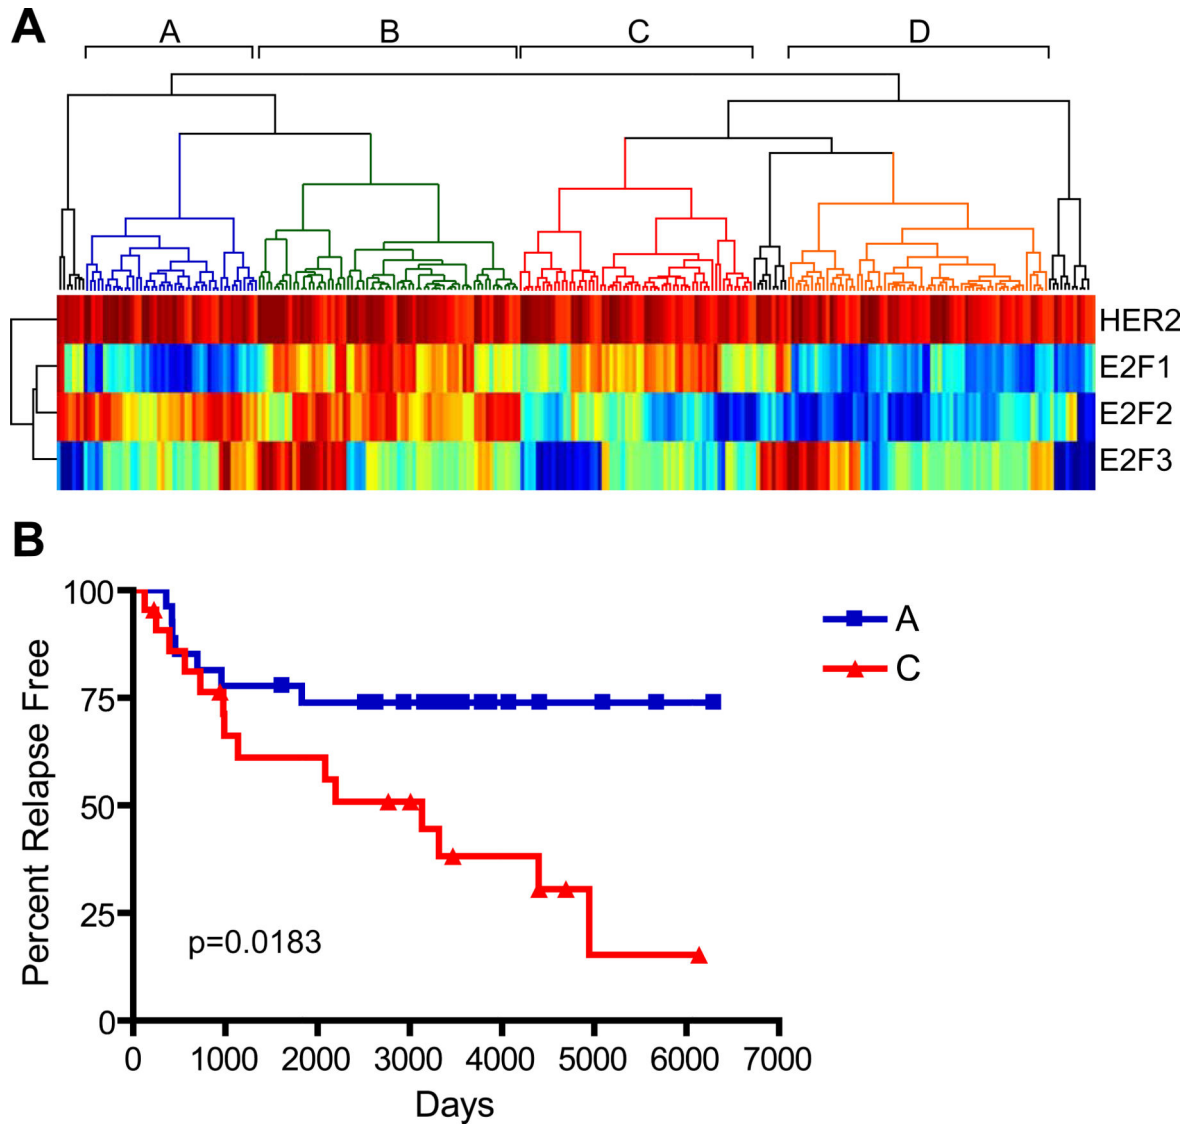 A
A B C D
HER2
E2F1
E2F2
E2F3
B
100
75
50
25
0
Percent Relapse Free
A
C
p=0.0183
0 1000 2000 3000 4000 5000 6000 7000
Days